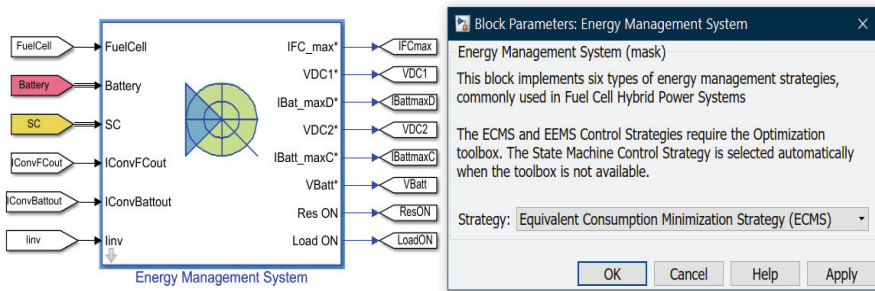 FuelCell
Battery
SC
IConvFCout
IConvBattout
Iinv
FuelCell
Battery
SC
IConvFCout
IConvBattout
Iinv
IFC_max*
VDC1*
IBat_maxD*
VDC2*
IBatt_maxC*
VBatt*
Res ON
Load ON
IFCmax
VDC1
IBattmaxD
VDC2
IBattmaxC
VBatt
ResON
LoadON
Energy Management System
Block Parameters: Energy Management System
Energy Management System (mask)
This block implements six types of energy management strategies,
commonly used in Fuel Cell Hybrid Power Systems
The ECMS and EEMS Control Strategies require the Optimization
toolbox. The State Machine Control Strategy is selected automatically
when the toolbox is not available.
Strategy: Equivalent Consumption Minimization Strategy (ECMS)
OK Cancel Help Apply